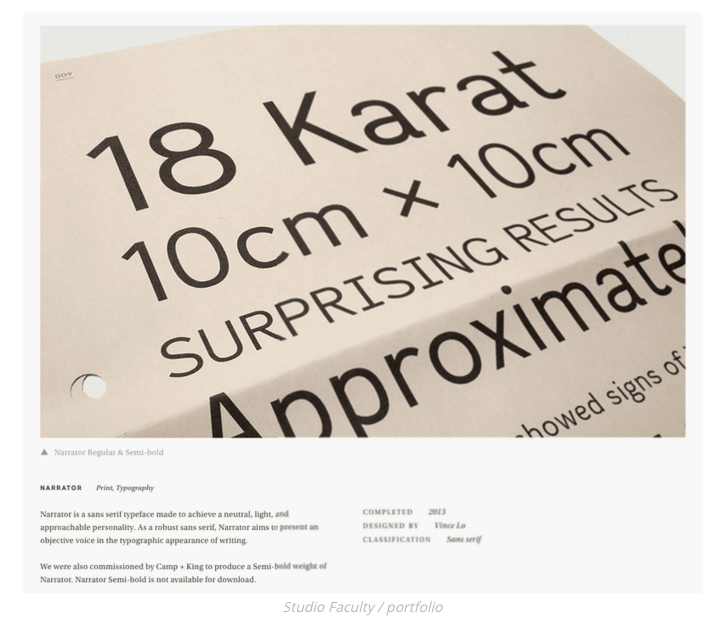 009
18 Karat
10cm × 10cm
SURPRISING RESULTS
Approximate
showed signs of
▲ Narrator Regular & Semi-bold
NARRATOR Print, Typography
Narrator is a sans serif typeface made to achieve a neutral, light, and
approachable personality. As a robust sans serif, Narrator aims to present an
objective voice in the typographic appearance of writing.
We were also commissioned by Camp + King to produce a Semi-bold weight of
Narrator. Narrator Semi-bold is not available for download.
COMPLETED 2013
DESIGNED BY Vince Lo
CLASSIFICATION Sans serif
Studio Faculty / portfolio